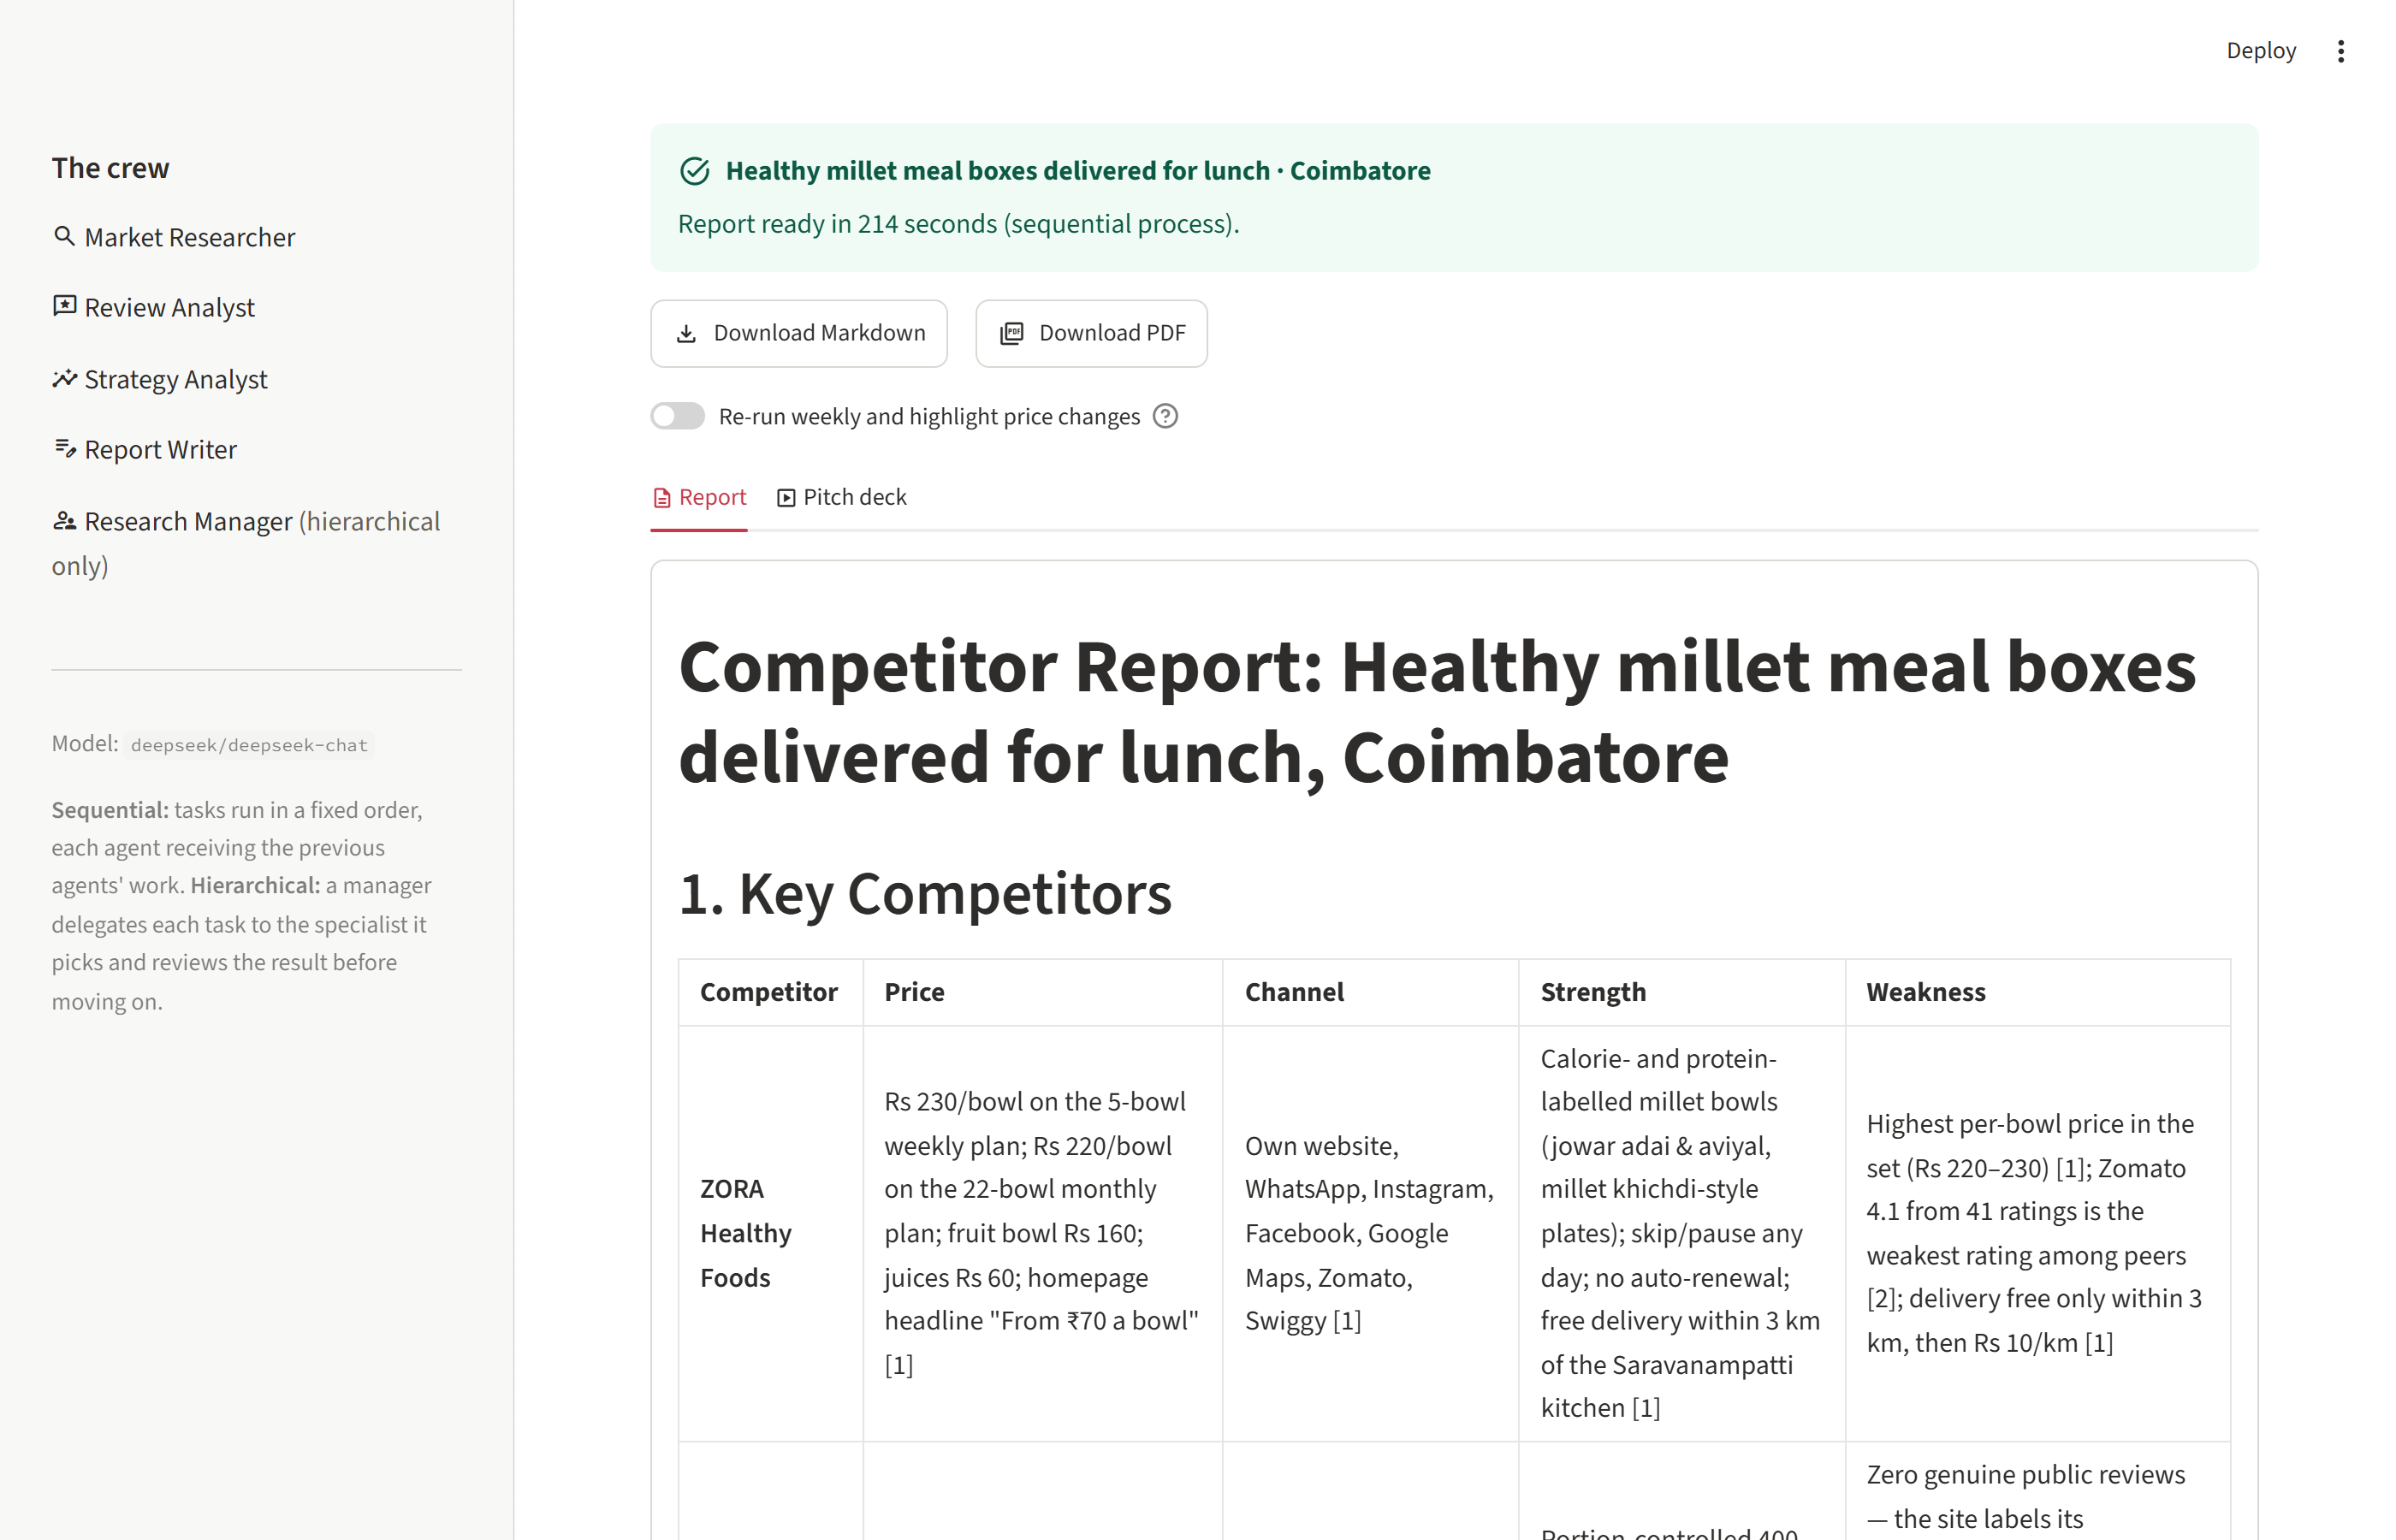 Deploy
The crew
Market Researcher
Review Analyst
Strategy Analyst
Report Writer
Research Manager (hierarchical
only)
Model: deepseek/deepseek-chat
Sequential: tasks run in a fixed order,
each agent receiving the previous
agents' work. Hierarchical: a manager
delegates each task to the specialist it
picks and reviews the result before
moving on.
Healthy millet meal boxes delivered for lunch · Coimbatore
Report ready in 214 seconds (sequential process).
Download Markdown
PDF Download PDF
Re-run weekly and highlight price changes
Report Pitch deck
Competitor Report: Healthy millet meal boxes
delivered for lunch, Coimbatore
1. Key Competitors
Competitor Price Channel Strength Weakness
ZORA
Healthy
Foods
Rs 230/bowl on the 5-bowl
weekly plan; Rs 220/bowl
on the 22-bowl monthly
plan; fruit bowl Rs 160;
juices Rs 60; homepage
headline "From ₹70 a bowl"
[1]
Own website,
WhatsApp, Instagram,
Facebook, Google
Maps, Zomato,
Swiggy [1]
Calorie- and protein-
labelled millet bowls
(jowar adai & aviyal,
millet khichdi-style
plates); skip/pause any
day; no auto-renewal;
free delivery within 3 km
of the Saravanampatti
kitchen [1]
Highest per-bowl price in the
set (Rs 220–230) [1]; Zomato
4.1 from 41 ratings is the
weakest rating among peers
[2]; delivery free only within 3
km, then Rs 10/km [1]
Portion-controlled 400
Zero genuine public reviews
— the site labels its